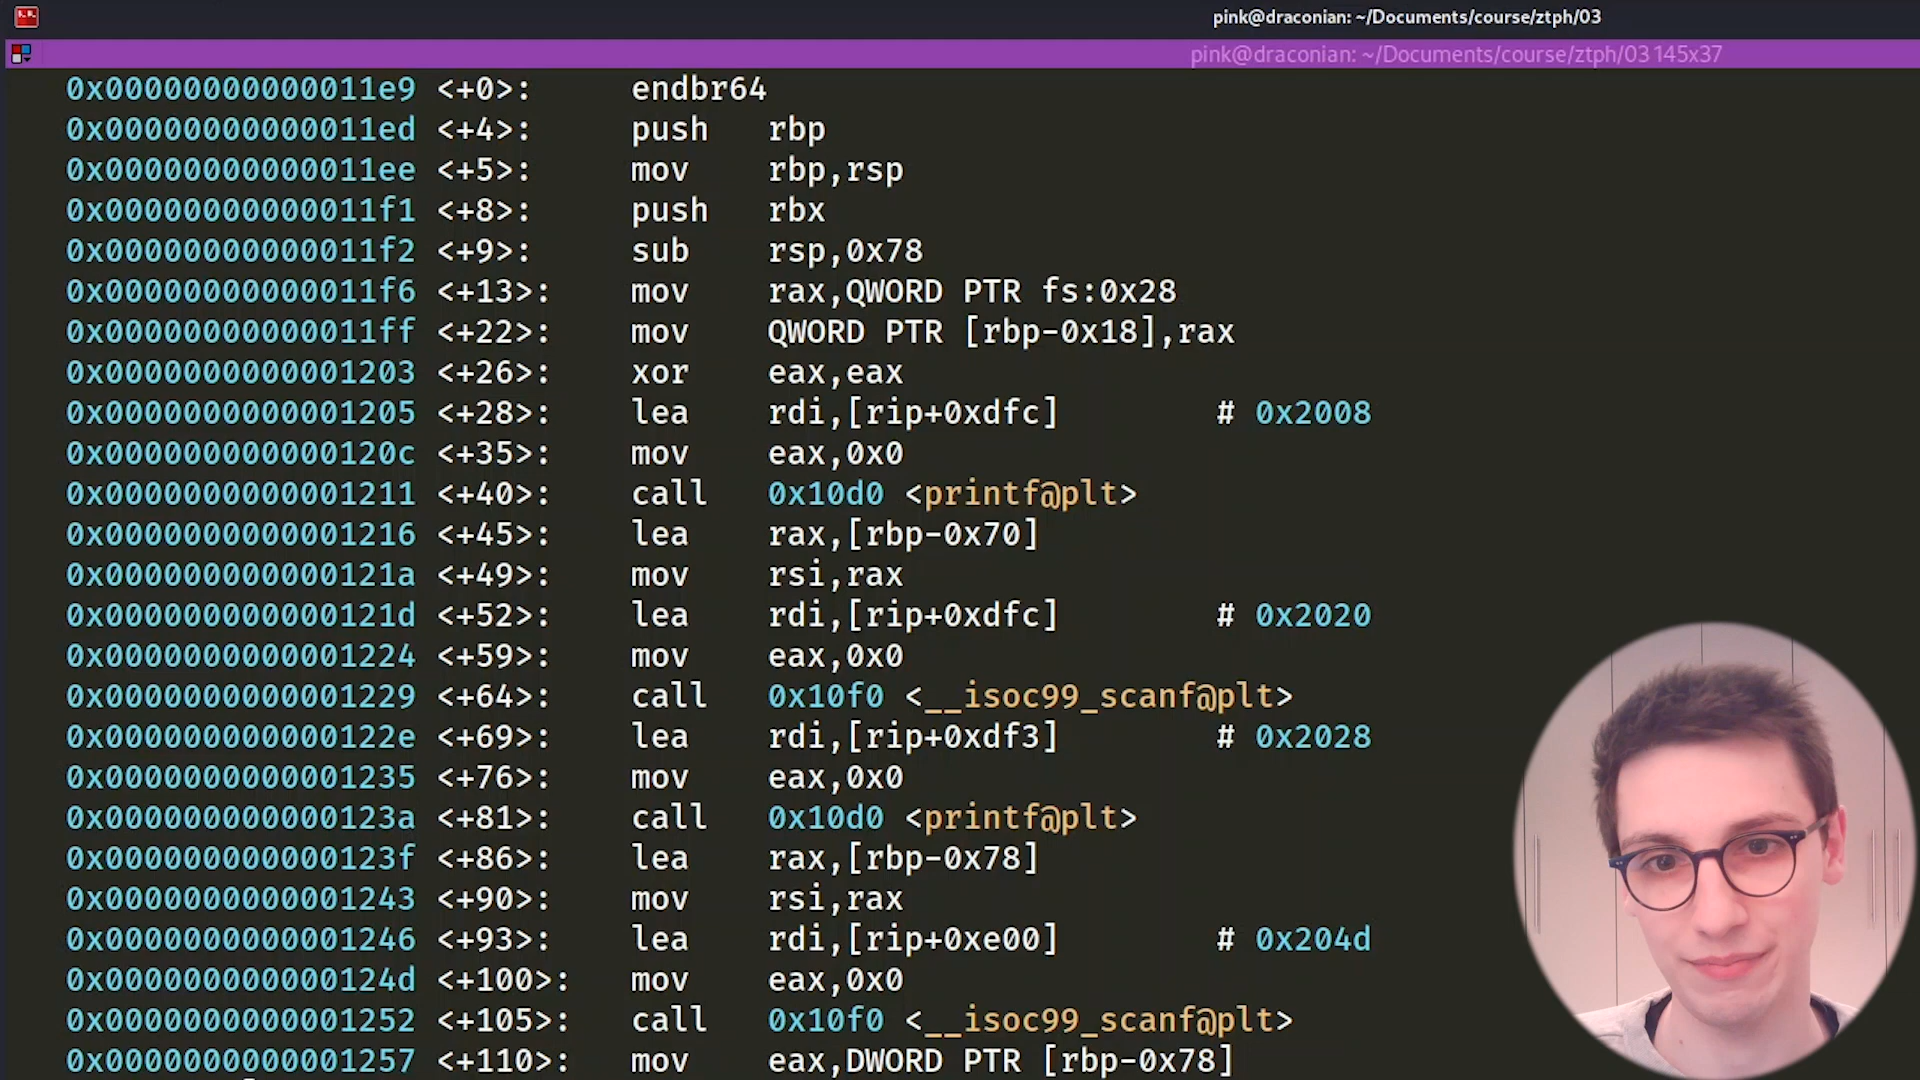 pink@draconian: ~/Documents/course/ztph/03
pink@draconian: ~/Documents/course/ztph/03 145x37
0x00000000000011e9 <+0>: endbr64
0x00000000000011ed <+4>: push rbp
0x00000000000011ee <+5>: mov rbp,rsp
0x00000000000011f1 <+8>: push rbx
0x00000000000011f2 <+9>: sub rsp,0x78
0x00000000000011f6 <+13>: mov rax,QWORD PTR fs:0x28
0x00000000000011ff <+22>: mov QWORD PTR [rbp-0x18],rax
0x0000000000001203 <+26>: xor eax,eax
0x0000000000001205 <+28>: lea rdi,[rip+0xdfc] # 0x2008
0x000000000000120c <+35>: mov eax,0x0
0x0000000000001211 <+40>: call 0x10d0 <printf@plt>
0x0000000000001216 <+45>: lea rax,[rbp-0x70]
0x000000000000121a <+49>: mov rsi,rax
0x000000000000121d <+52>: lea rdi,[rip+0xdfc] # 0x2020
0x0000000000001224 <+59>: mov eax,0x0
0x0000000000001229 <+64>: call 0x10f0 <__isoc99_scanf@plt>
0x000000000000122e <+69>: lea rdi,[rip+0xdf3] # 0x2028
0x0000000000001235 <+76>: mov eax,0x0
0x000000000000123a <+81>: call 0x10d0 <printf@plt>
0x000000000000123f <+86>: lea rax,[rbp-0x78]
0x0000000000001243 <+90>: mov rsi,rax
0x0000000000001246 <+93>: lea rdi,[rip+0xe00] # 0x204d
0x000000000000124d <+100>: mov eax,0x0
0x0000000000001252 <+105>: call 0x10f0 <__isoc99_scanf@plt>
0x0000000000001257 <+110>: mov eax,DWORD PTR [rbp-0x78]